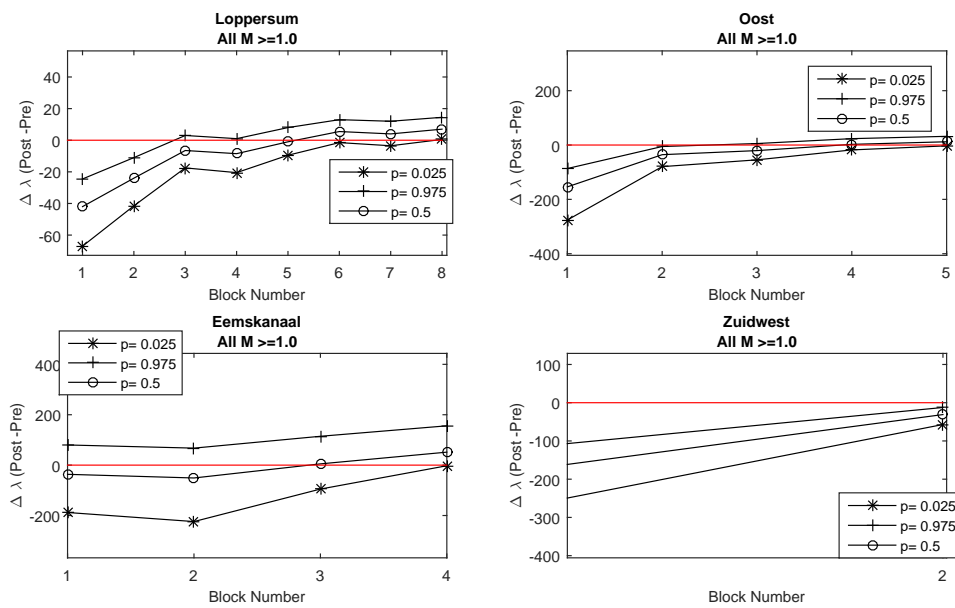 Loppersum
All M >=1.0
Δ λ (Post -Pre)
40
20
0
-20
-40
-60
p= 0.025
p= 0.975
p= 0.5
1 2 3 4 5 6 7 8
Block Number
Oost
All M >=1.0
Δ λ (Post -Pre)
200
0
-200
-400
p= 0.025
p= 0.975
p= 0.5
1 2 3 4 5
Block Number
Eemskanaal
All M >=1.0
Δ λ (Post -Pre)
400
200
0
-200
p= 0.025
p= 0.975
p= 0.5
1 2 3 4
Block Number
Zuidwest
All M >=1.0
Δ λ (Post -Pre)
100
0
-100
-200
-300
-400
p= 0.025
p= 0.975
p= 0.5
2
Block Number